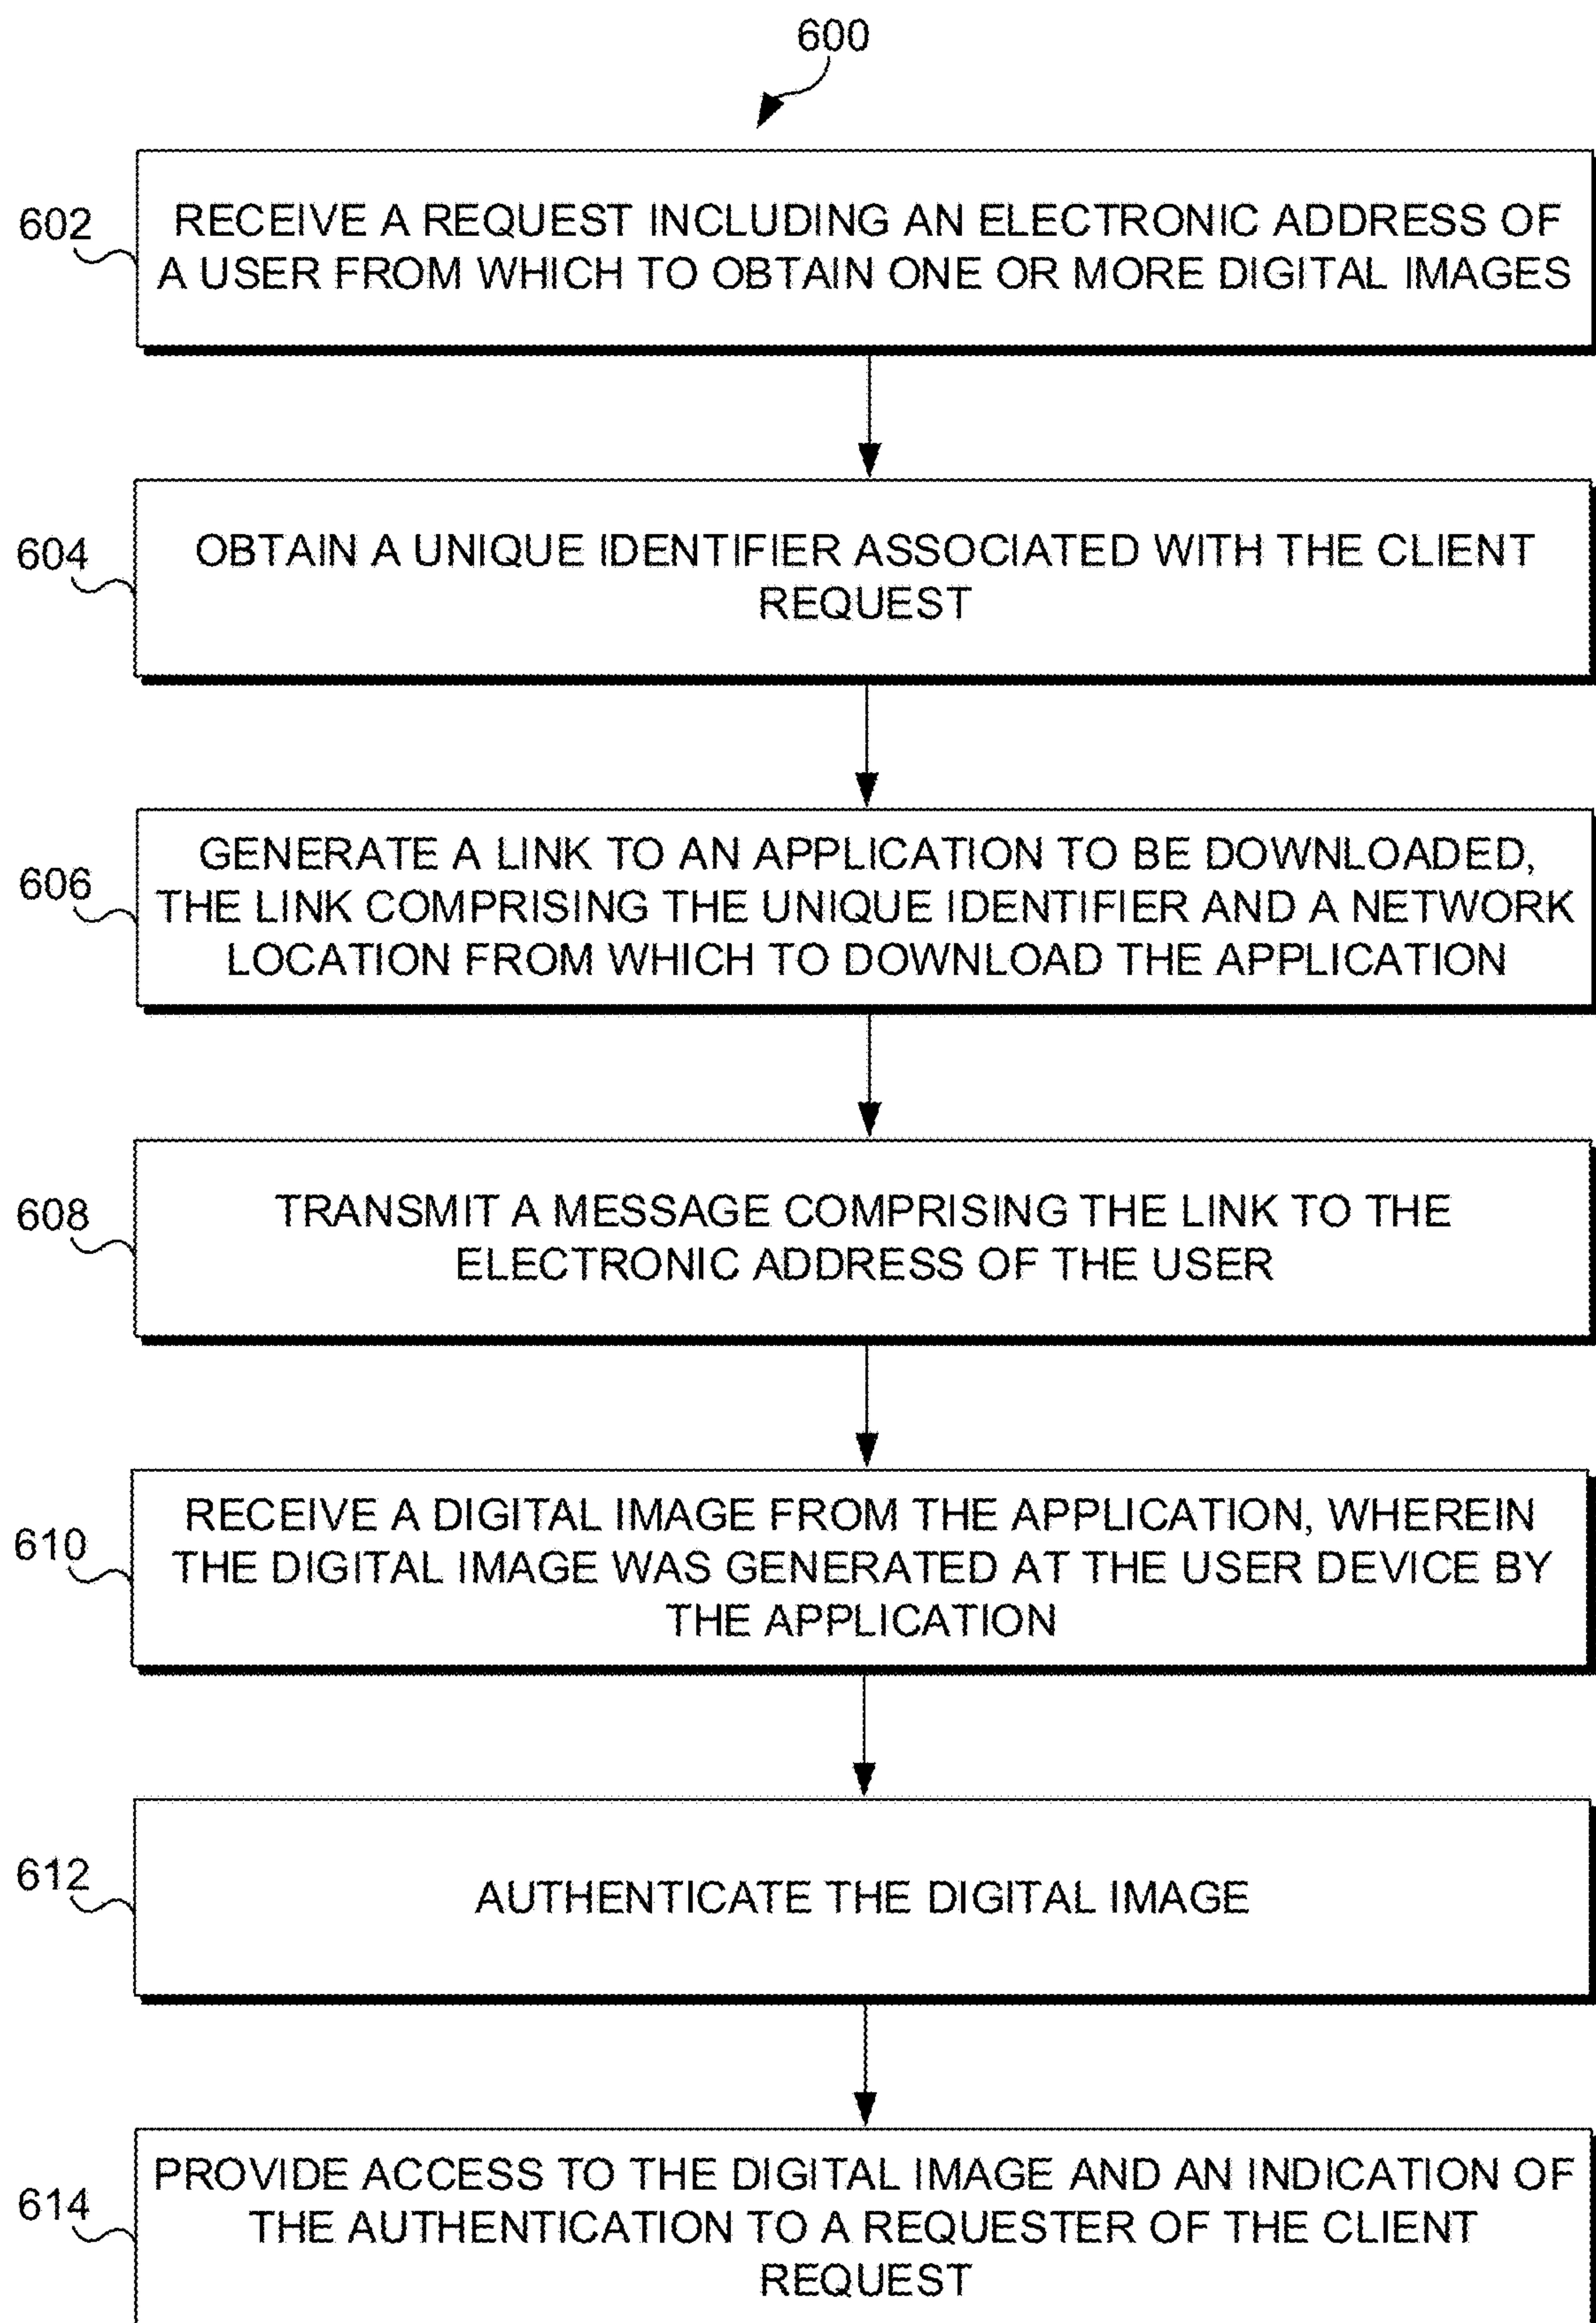 600
602
RECEIVE A REQUEST INCLUDING AN ELECTRONIC ADDRESS OF
A USER FROM WHICH TO OBTAIN ONE OR MORE DIGITAL IMAGES
604
OBTAIN A UNIQUE IDENTIFIER ASSOCIATED WITH THE CLIENT
REQUEST
606
GENERATE A LINK TO AN APPLICATION TO BE DOWNLOADED,
THE LINK COMPRISING THE UNIQUE IDENTIFIER AND A NETWORK
LOCATION FROM WHICH TO DOWNLOAD THE APPLICATION
608
TRANSMIT A MESSAGE COMPRISING THE LINK TO THE
ELECTRONIC ADDRESS OF THE USER
610
RECEIVE A DIGITAL IMAGE FROM THE APPLICATION, WHEREIN
THE DIGITAL IMAGE WAS GENERATED AT THE USER DEVICE BY
THE APPLICATION
612
AUTHENTICATE THE DIGITAL IMAGE
614
PROVIDE ACCESS TO THE DIGITAL IMAGE AND AN INDICATION OF
THE AUTHENTICATION TO A REQUESTER OF THE CLIENT
REQUEST